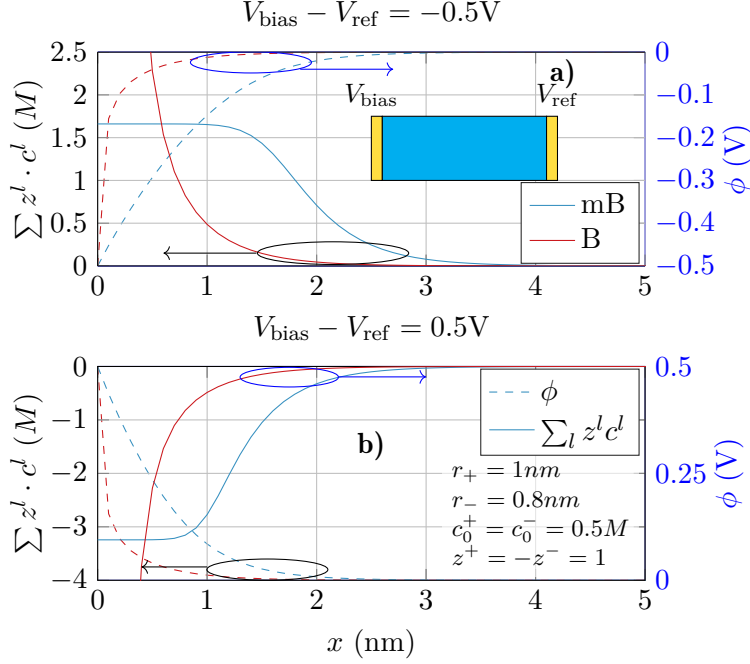 V_bias − V_ref = −0.5V
2.5
2
1.5
1
0.5
0
∑ z^l · c^l (M)
0
−0.1
−0.2
−0.3
−0.4
−0.5
ϕ (V)
a)
V_bias
V_ref
mB
B
0 1 2 3 4 5
V_bias − V_ref = 0.5V
0
−1
−2
−3
−4
∑ z^l · c^l (M)
0.5
0.25
0
ϕ (V)
ϕ
∑_l z^l c^l
b)
r_+ = 1nm
r_− = 0.8nm
c_0^+ = c_0^− = 0.5M
z^+ = −z^− = 1
0 1 2 3 4 5
x (nm)